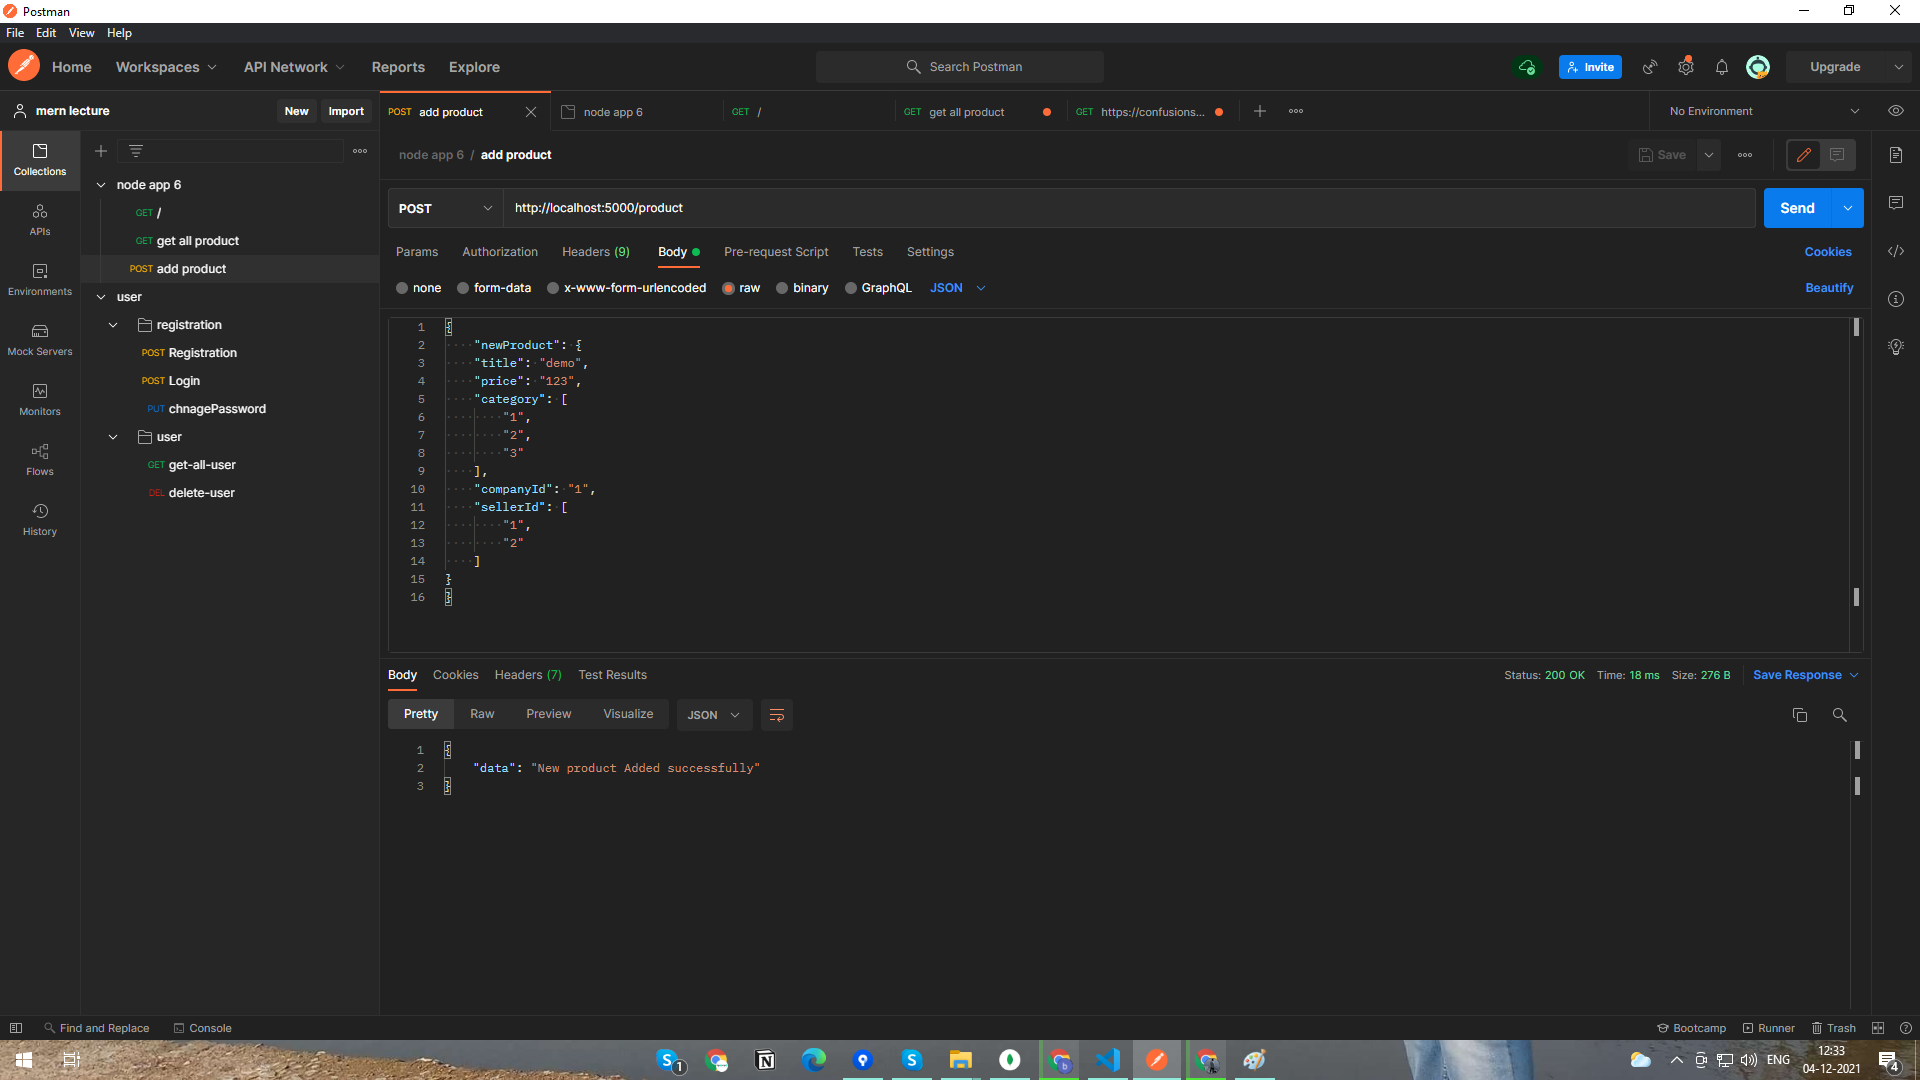 Postman
File Edit View Help
Home Workspaces API Network Reports Explore Search Postman Invite Upgrade
mern lecture New Import
POST add product node app 6 GET / GET get all product GET https://confusions... No Environment
node app 6 / add product Save
Collections
APIs
Environments
Mock Servers
Monitors
Flows
History
node app 6
GET /
GET get all product
POST add product
user
registration
POST Registration
POST Login
PUT chnagePassword
user
GET get-all-user
DEL delete-user
POST http://localhost:5000/product Send
Params Authorization Headers (9) Body Pre-request Script Tests Settings Cookies
none form-data x-www-form-urlencoded raw binary GraphQL JSON Beautify
1 {
2 "newProduct": {
3 "title": "demo",
4 "price": "123",
5 "category": [
6 "1",
7 "2",
8 "3"
9 ],
10 "companyId": "1",
11 "sellerId": [
12 "1",
13 "2"
14 ]
15 }
16 }
Body Cookies Headers (7) Test Results Status: 200 OK Time: 18 ms Size: 276 B Save Response
Pretty Raw Preview Visualize JSON
1 {
2 "data": "New product Added successfully"
3 }
Find and Replace Console Bootcamp Runner Trash
ENG 12:33
04-12-2021
4